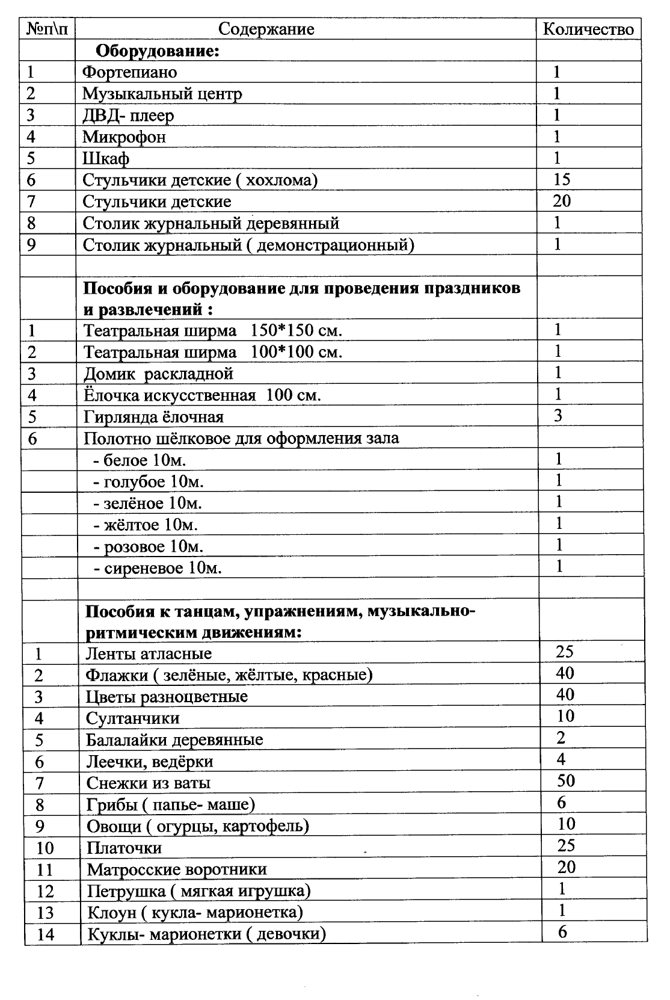 №п\п Содержание Количество
Оборудование:
1 Фортепиано 1
2 Музыкальный центр 1
3 ДВД- плеер 1
4 Микрофон 1
5 Шкаф 1
6 Стульчики детские ( хохлома) 15
7 Стульчики детские 20
8 Столик журнальный деревянный 1
9 Столик журнальный ( демонстрационный) 1
Пособия и оборудование для проведения праздников
и развлечений :
1 Театральная ширма 150*150 см. 1
2 Театральная ширма 100*100 см. 1
3 Домик раскладной 1
4 Ёлочка искусственная 100 см. 1
5 Гирлянда ёлочная 3
6 Полотно шёлковое для оформления зала
- белое 10м. 1
- голубое 10м. 1
- зелёное 10м. 1
- жёлтое 10м. 1
- розовое 10м. 1
- сиреневое 10м. 1
Пособия к танцам, упражнениям, музыкально-
ритмическим движениям:
1 Ленты атласные 25
2 Флажки ( зелёные, жёлтые, красные) 40
3 Цветы разноцветные 40
4 Султанчики 10
5 Балалайки деревянные 2
6 Леечки, ведёрки 4
7 Снежки из ваты 50
8 Грибы ( папье- маше) 6
9 Овощи ( огурцы, картофель) 10
10 Платочки 25
11 Матросские воротники 20
12 Петрушка ( мягкая игрушка) 1
13 Клоун ( кукла- марионетка) 1
14 Куклы- марионетки ( девочки) 6